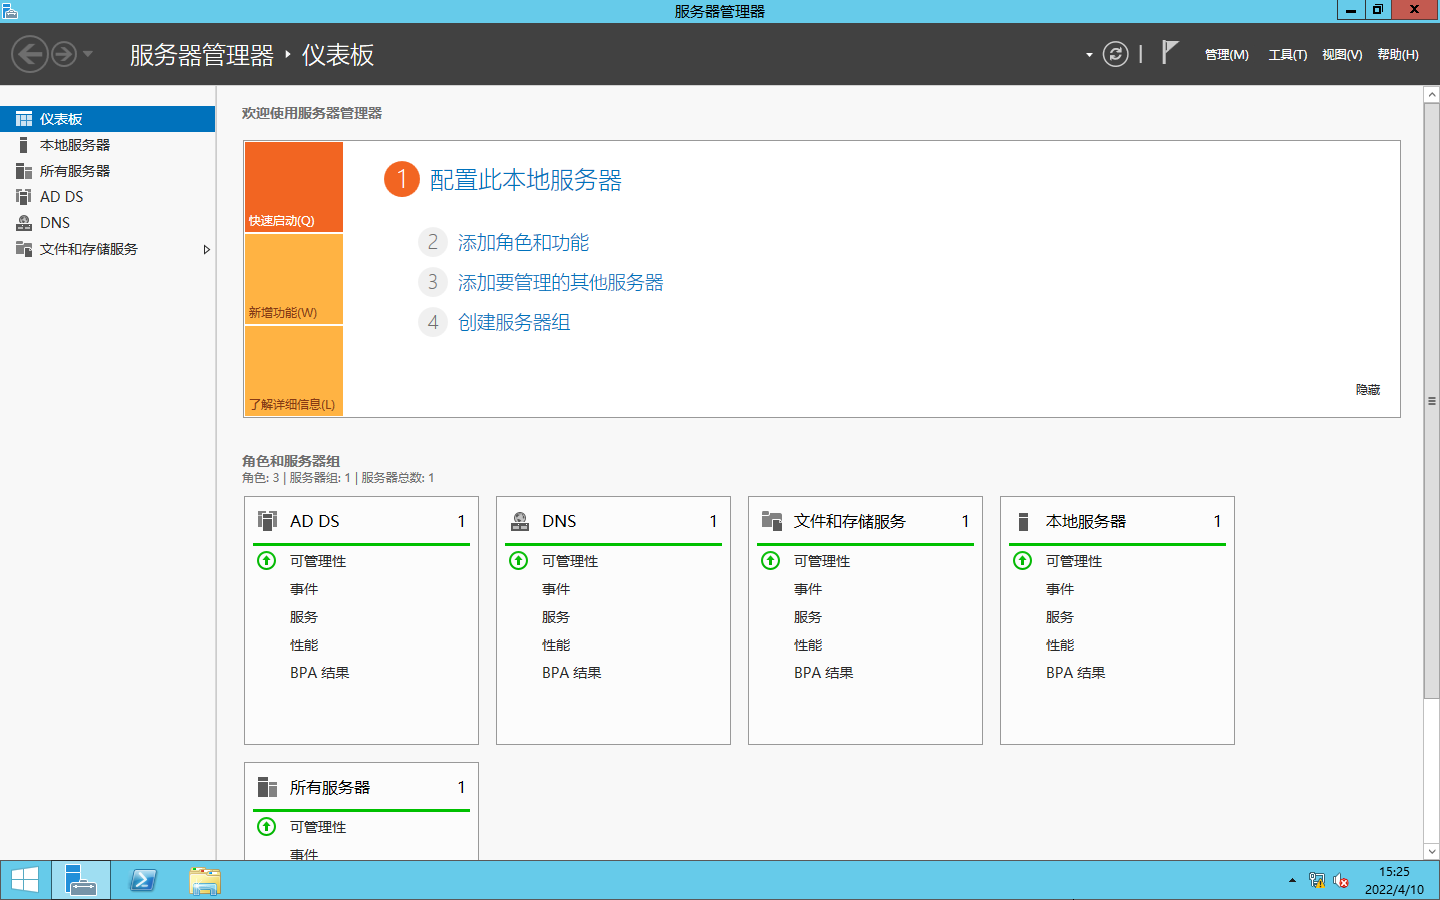 服务器管理器
服务器管理器 · 仪表板
管理(M) 工具(T) 视图(V) 帮助(H)
仪表板
本地服务器
所有服务器
AD DS
DNS
文件和存储服务
欢迎使用服务器管理器
快速启动(Q)
新增功能(W)
了解详细信息(L)
1 配置此本地服务器
2 添加角色和功能
3 添加要管理的其他服务器
4 创建服务器组
隐藏
角色和服务器组
角色: 3 | 服务器组: 1 | 服务器总数: 1
AD DS 1
可管理性
事件
服务
性能
BPA 结果
DNS 1
可管理性
事件
服务
性能
BPA 结果
文件和存储服务 1
可管理性
事件
服务
性能
BPA 结果
本地服务器 1
可管理性
事件
服务
性能
BPA 结果
所有服务器 1
可管理性
事件
15:25
2022/4/10